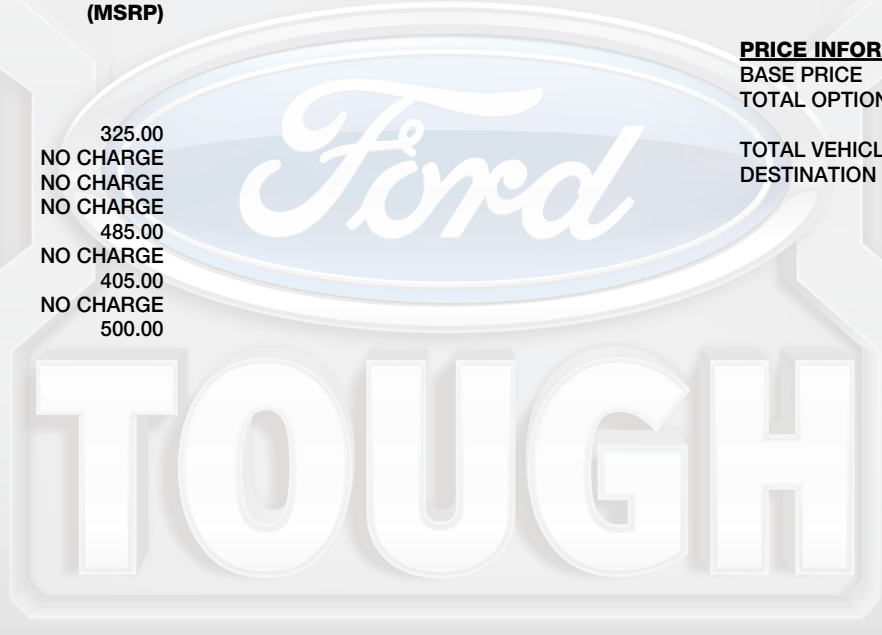 (MSRP)
325.00
NO CHARGE
NO CHARGE
NO CHARGE
485.00
NO CHARGE
405.00
NO CHARGE
500.00
PRICE INFOR
BASE PRICE
TOTAL OPTION
TOTAL VEHICL
DESTINATION
Ford
TOUGH